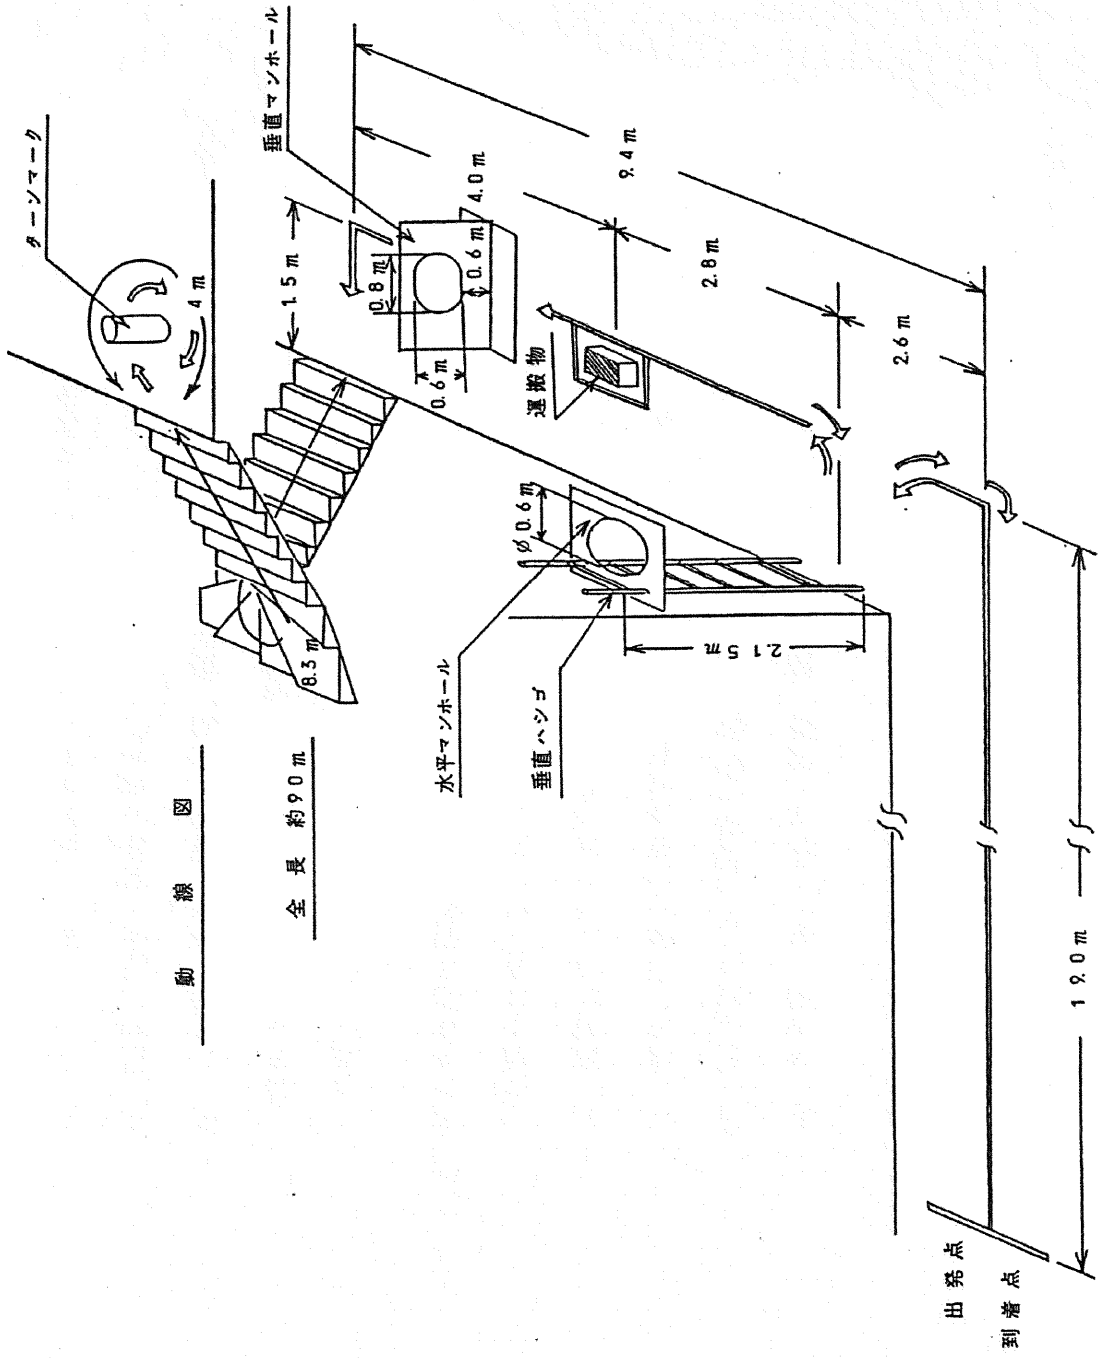 動線図
全長 約90m
ターンマーク
垂直マンホール
4m
8.3m
1.5m
0.8m
0.6m
0.6m
4.0m
9.4m
運搬物
2.8m
2.6m
ø0.6m
水平マンホール
垂直ハシゴ
2.15m
19.0m
出発点
到着点